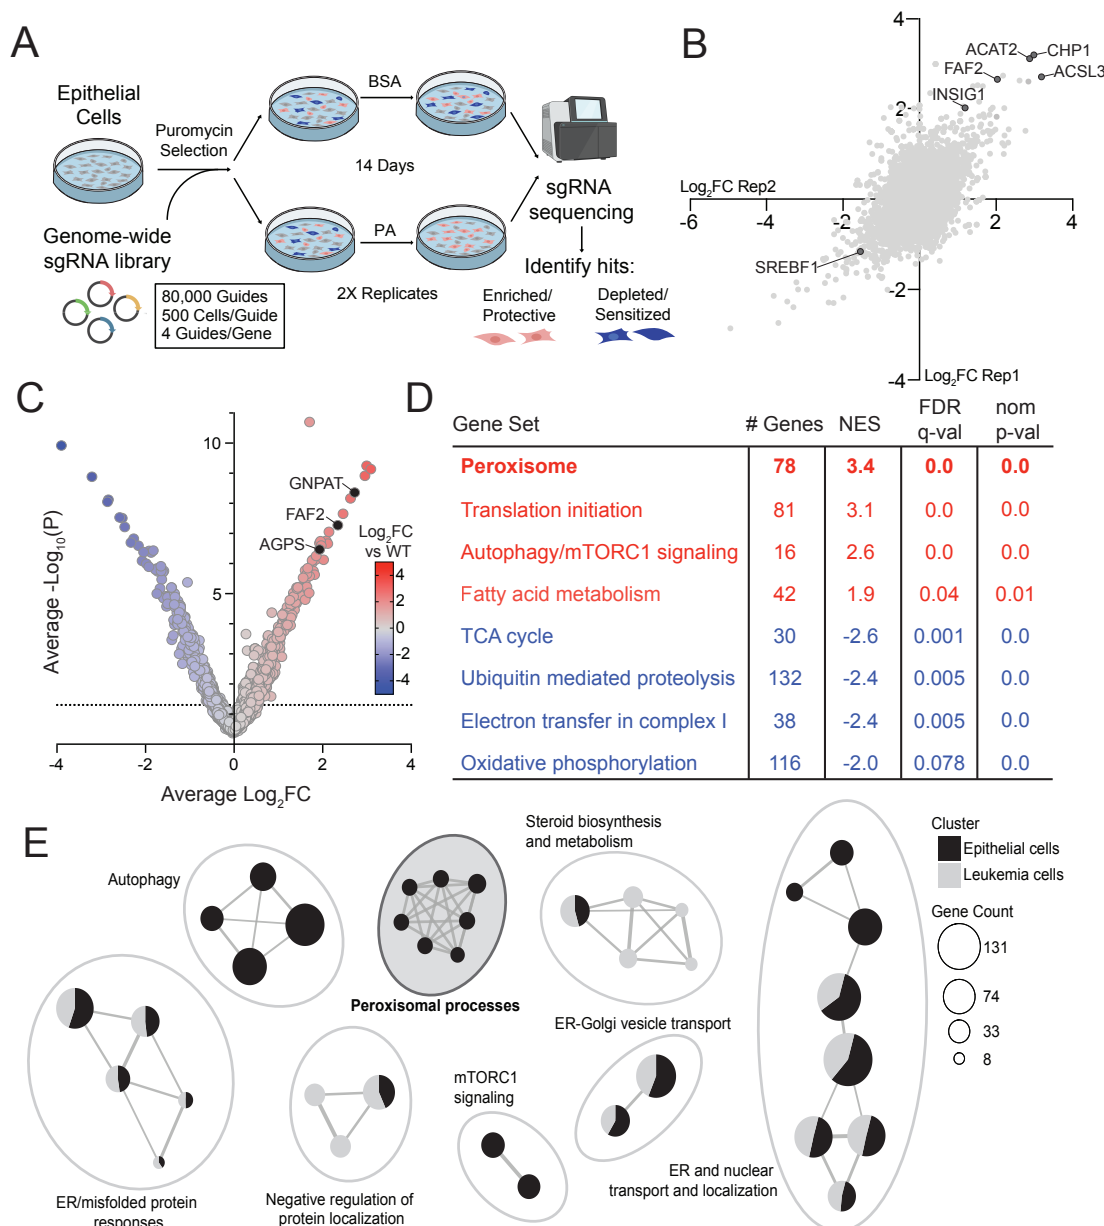 A
Epithelial
Cells
Puromycin
Selection
Genome-wide
sgRNA library
80,000 Guides
500 Cells/Guide
4 Guides/Gene
BSA
14 Days
PA
2X Replicates
sgRNA
sequencing
Identify hits:
Enriched/
Protective
Depleted/
Sensitized
B
4
ACAT2
CHP1
FAF2
ACSL3
INSIG1
2
Log₂FC Rep2
-6
-4
-2
2
4
SREBF1
-2
-4
Log₂FC Rep1
C
10
GNPAT
FAF2
AGPS
Log₂FC
vs WT
4
2
0
-2
-4
5
Average -Log₁₀(P)
-4
-2
0
2
4
Average Log₂FC
D
Gene Set # Genes NES FDR q-val nom p-val
Peroxisome 78 3.4 0.0 0.0
Translation initiation 81 3.1 0.0 0.0
Autophagy/mTORC1 signaling 16 2.6 0.0 0.0
Fatty acid metabolism 42 1.9 0.04 0.01
TCA cycle 30 -2.6 0.001 0.0
Ubiquitin mediated proteolysis 132 -2.4 0.005 0.0
Electron transfer in complex I 38 -2.4 0.005 0.0
Oxidative phosphorylation 116 -2.0 0.078 0.0
E
Autophagy
Peroxisomal processes
Steroid biosynthesis
and metabolism
ER/misfolded protein
responses
Negative regulation of
protein localization
mTORC1
signaling
ER-Golgi vesicle transport
ER and nuclear
transport and localization
Cluster
Epithelial cells
Leukemia cells
Gene Count
131
74
33
8